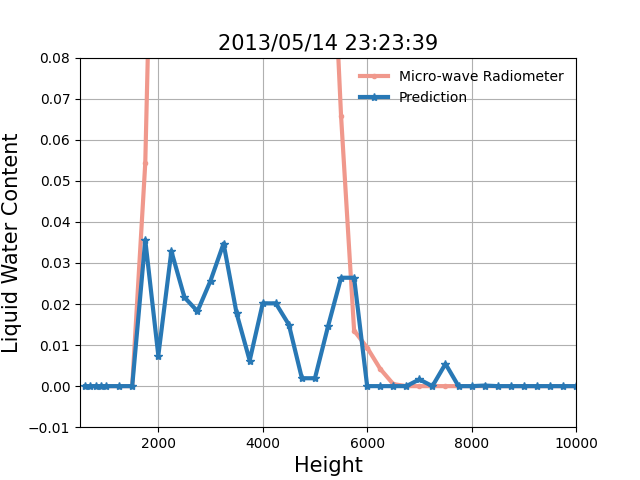 2013/05/14 23:23:39
Liquid Water Content
0.08
0.07
0.06
0.05
0.04
0.03
0.02
0.01
0.00
−0.01
Micro-wave Radiometer
Prediction
2000 4000 6000 8000 10000
Height